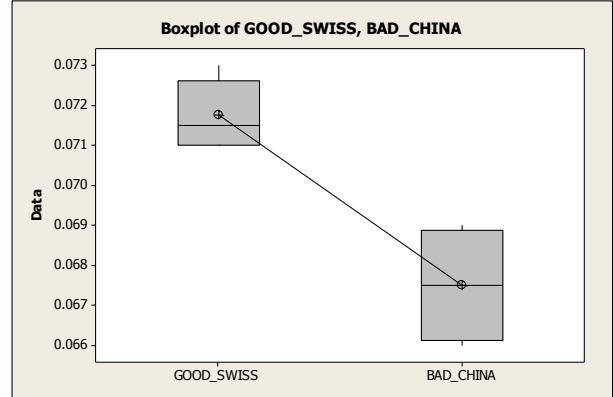 Boxplot of GOOD_SWISS, BAD_CHINA
0.073
0.072
0.071
0.070
0.069
0.068
0.067
0.066
Data
GOOD_SWISS
BAD_CHINA